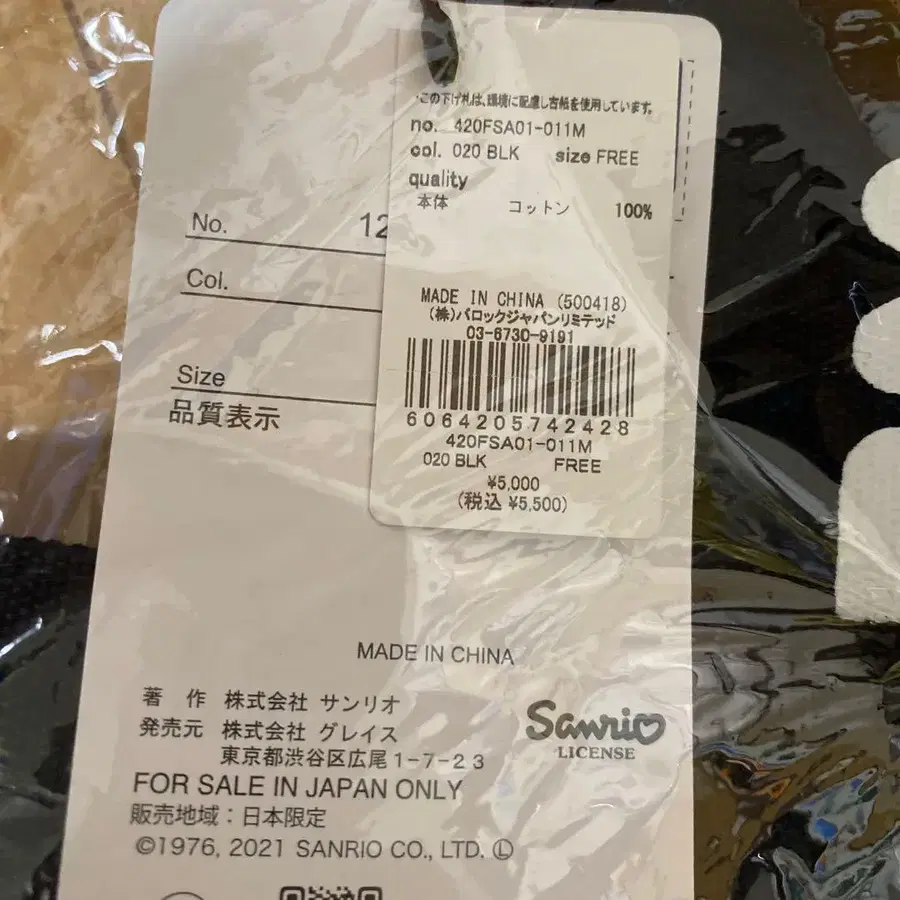 ・この下げ札は、環境に配慮し古紙を使用しています。
no. 420FSA01-011M
col. 020 BLK size FREE
quality
本体 コットン 100%
MADE IN CHINA (500418)
(株)バロックジャパンリミテッド
03-6730-9191
6064205742428
420FSA01-011M
020 BLK FREE
¥5,000
(税込 ¥5,500)
No. 12
Col.
Size
品質表示
MADE IN CHINA
著 作 株式会社 サンリオ
発売元 株式会社 グレイス
東京都渋谷区広尾1-7-23
Sanrio
LICENSE
FOR SALE IN JAPAN ONLY
販売地域:日本限定
©1976, 2021 SANRIO CO., LTD. Ⓛ